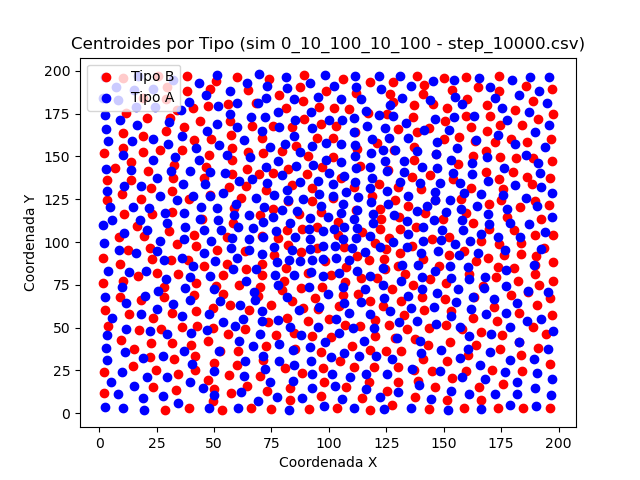 Centroides por Tipo (sim 0_10_100_10_100 - step_10000.csv)
Tipo B
Tipo A
Coordenada Y
200
175
150
125
100
75
50
25
0
0 25 50 75 100 125 150 175 200
Coordenada X